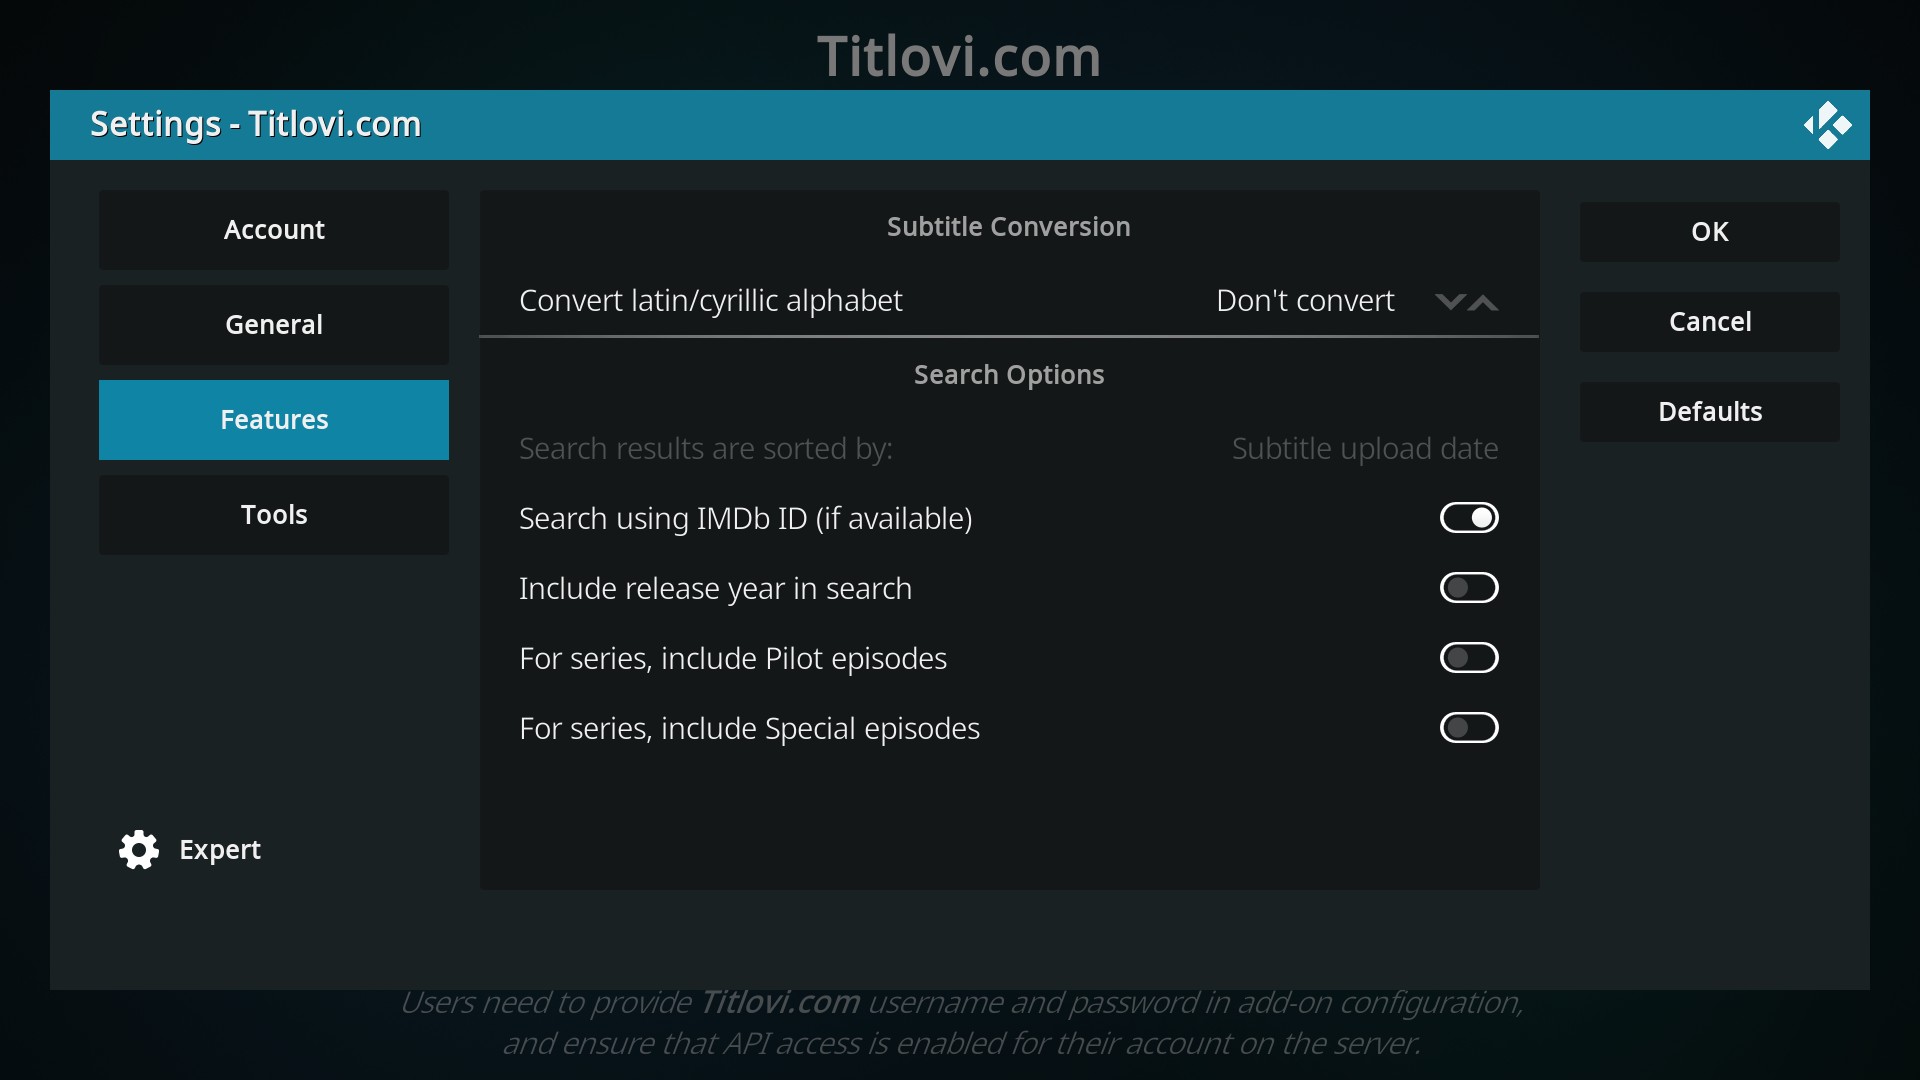 Titlovi.com
Settings - Titlovi.com
Account
General
Features
Tools
Expert
Subtitle Conversion
Convert latin/cyrillic alphabet Don't convert
Search Options
Search results are sorted by: Subtitle upload date
Search using IMDb ID (if available)
Include release year in search
For series, include Pilot episodes
For series, include Special episodes
OK
Cancel
Defaults
Users need to provide Titlovi.com username and password in add-on configuration,
and ensure that API access is enabled for their account on the server.